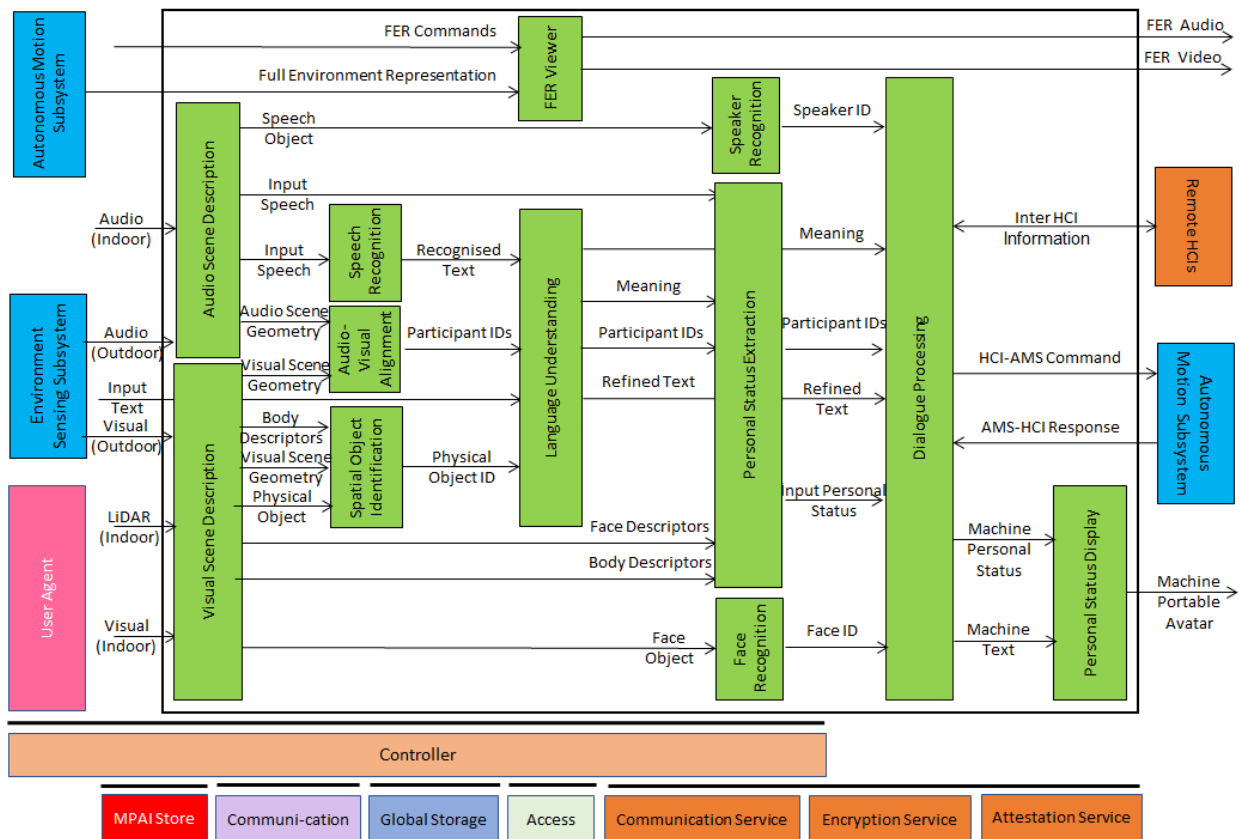 Autonomous Motion
Subsystem
FER Commands
Full Environment Representation
FER Viewer
FER Audio
FER Video
Speech
Object
Speaker
Recognition
Speaker ID
Audio
(Indoor)
Audio Scene Description
Input
Speech
Input
Speech
Speech
Recognition
Recognised
Text
Language Understanding
Meaning
Meaning
Inter HCI
Information
Remote HCIs
Environment
Sensing Subsystem
Audio
(Outdoor)
Audio Scene
Geometry
Audio-
Visual
Alignment
Participant IDs
Participant IDs
Participant IDs
Personal Status Extraction
Dialogue Processing
HCI-AMS Command
Autonomous
Motion Subsystem
Input
Text
Visual Scene
Geometry
Refined Text
Refined
Text
Visual
(Outdoor)
Body
Descriptors
Visual Scene
Geometry
Physical
Object
Spatial Object
Identification
Physical
Object ID
AMS-HCI Response
User Agent
LiDAR
(Indoor)
Visual Scene Description
Face Descriptors
Body Descriptors
Input Personal
Status
Machine
Personal
Status
Personal Status Display
Machine
Portable
Avatar
Visual
(Indoor)
Face
Object
Face
Recognition
Face ID
Machine
Text
Controller
MPAI Store
Communi-cation
Global Storage
Access
Communication Service
Encryption Service
Attestation Service